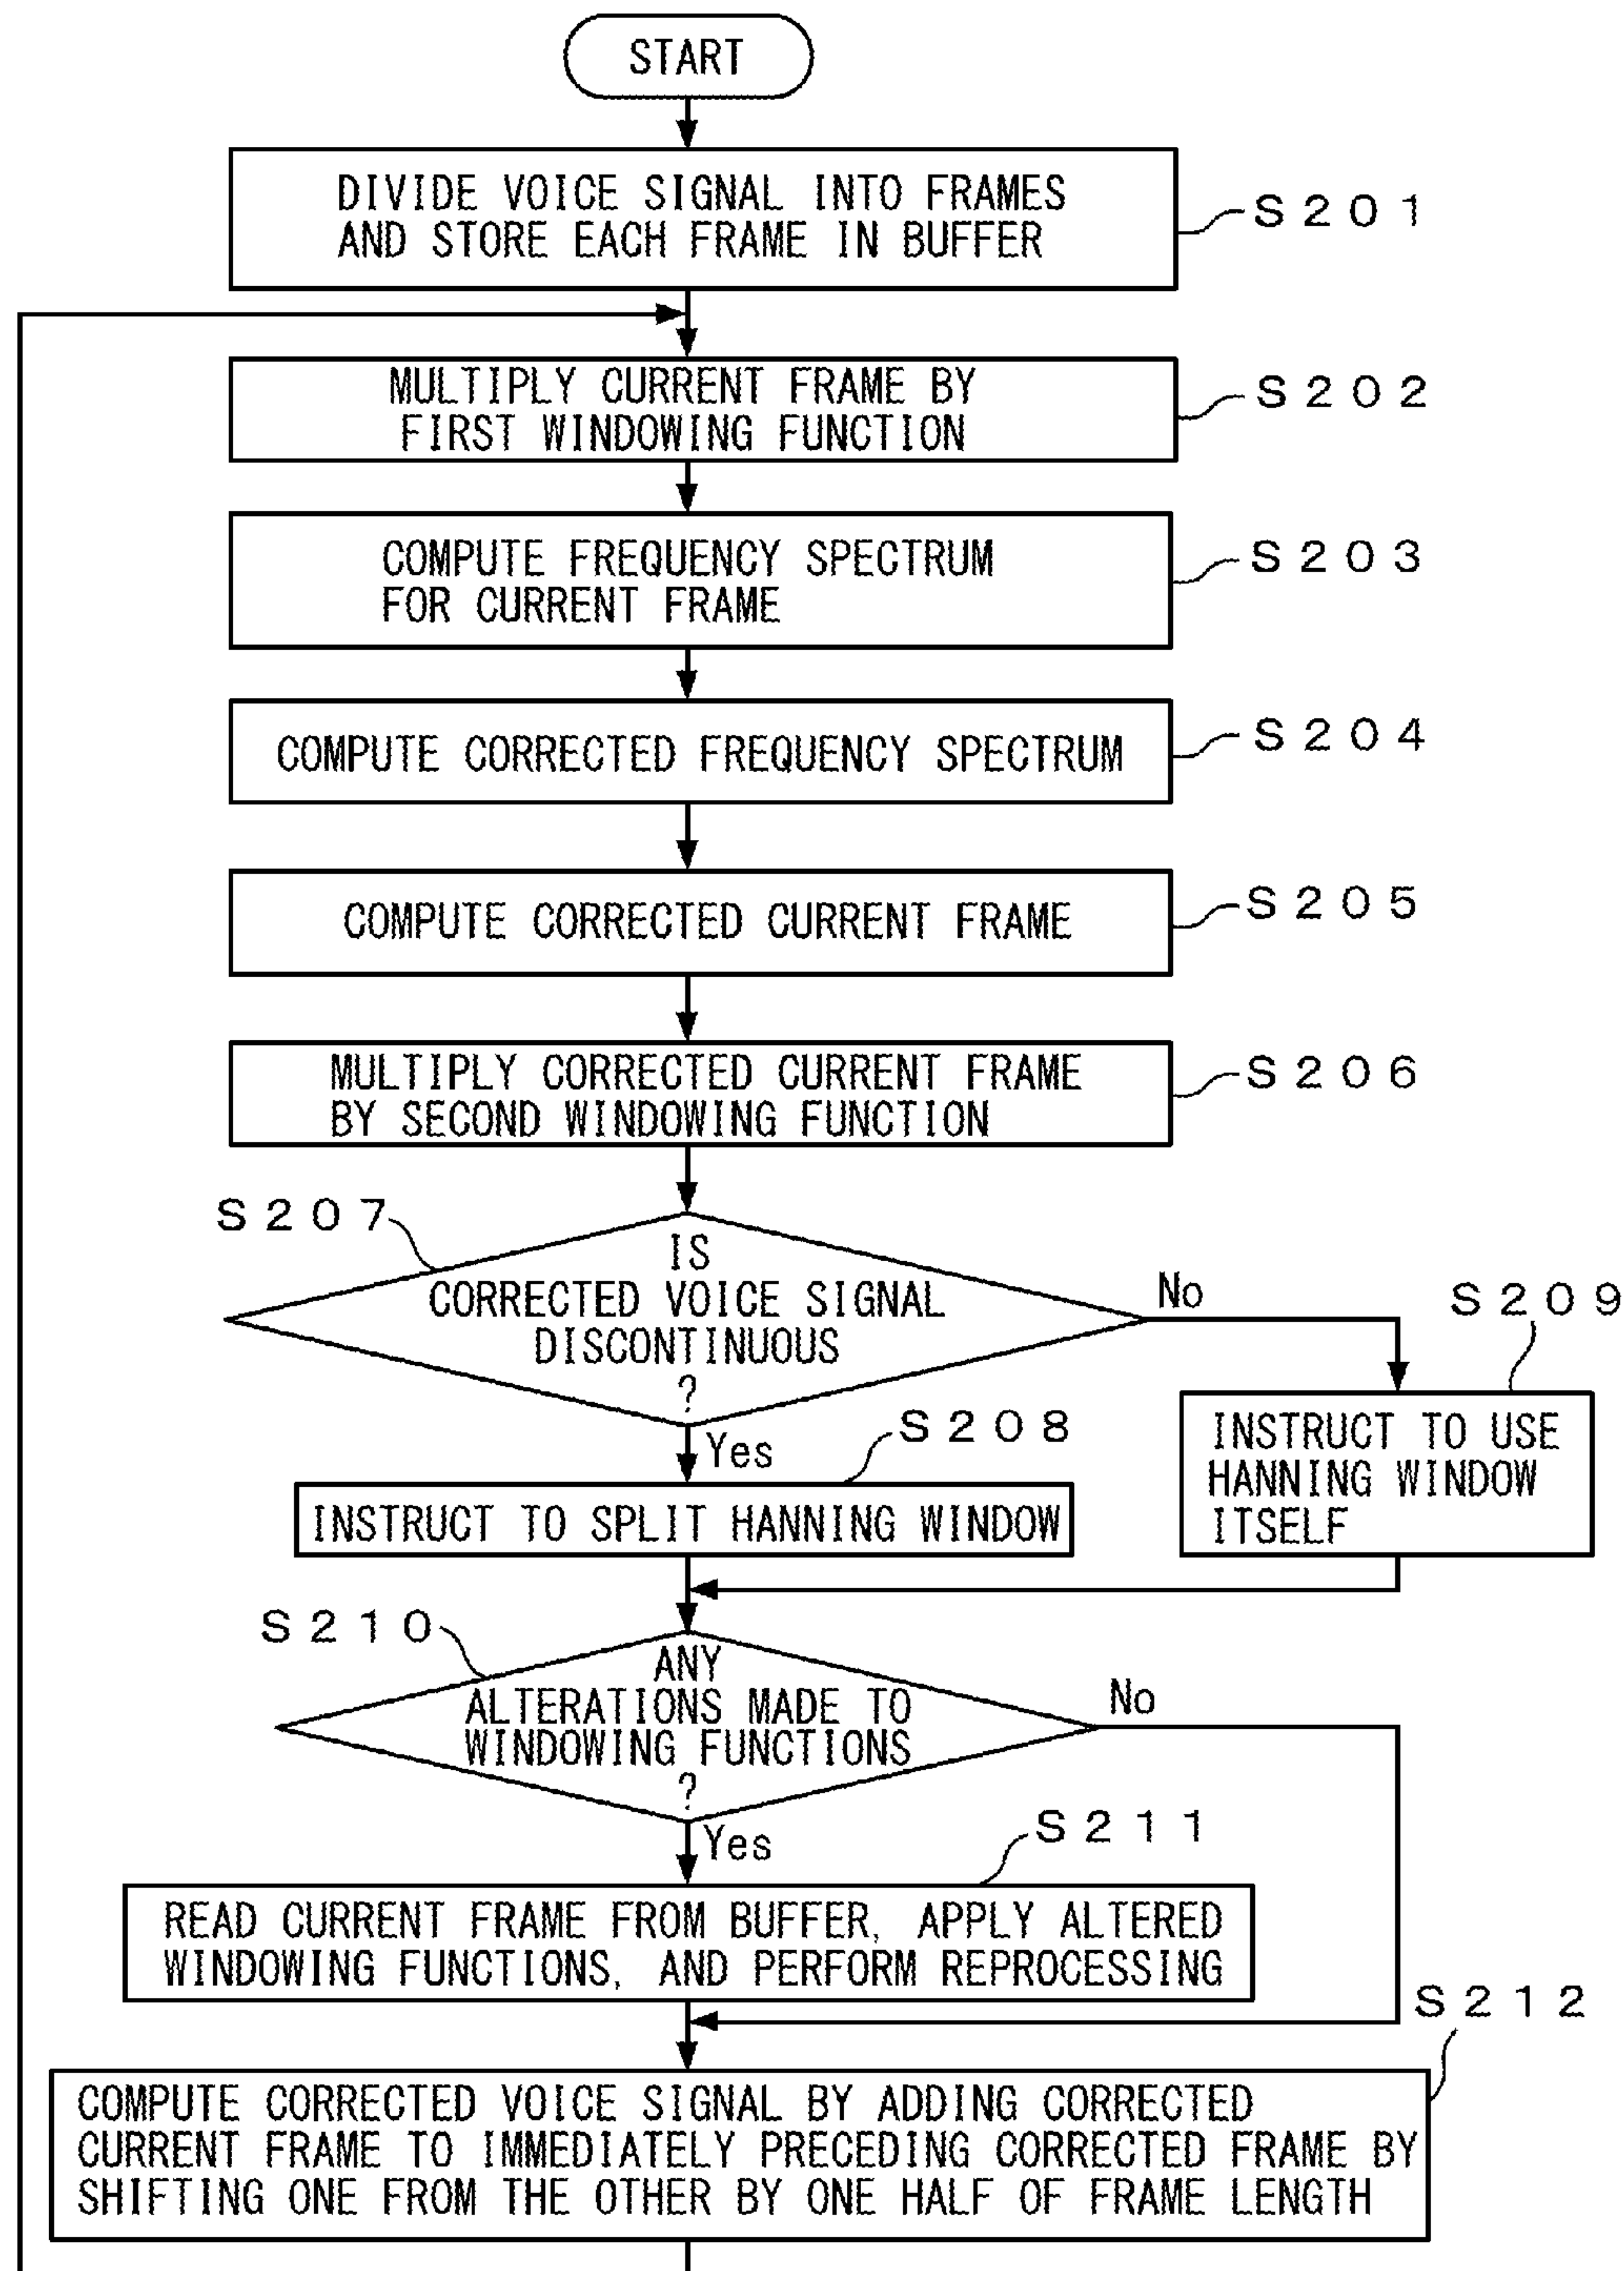 START
DIVIDE VOICE SIGNAL INTO FRAMES
AND STORE EACH FRAME IN BUFFER
S201
MULTIPLY CURRENT FRAME BY
FIRST WINDOWING FUNCTION
S202
COMPUTE FREQUENCY SPECTRUM
FOR CURRENT FRAME
S203
COMPUTE CORRECTED FREQUENCY SPECTRUM
S204
COMPUTE CORRECTED CURRENT FRAME
S205
MULTIPLY CORRECTED CURRENT FRAME
BY SECOND WINDOWING FUNCTION
S206
S207
IS
CORRECTED VOICE SIGNAL
DISCONTINUOUS
?
No
Yes
S209
INSTRUCT TO USE
HANNING WINDOW
ITSELF
S208
INSTRUCT TO SPLIT HANNING WINDOW
S210
ANY
ALTERATIONS MADE TO
WINDOWING FUNCTIONS
?
No
Yes
S211
READ CURRENT FRAME FROM BUFFER, APPLY ALTERED
WINDOWING FUNCTIONS, AND PERFORM REPROCESSING
S212
COMPUTE CORRECTED VOICE SIGNAL BY ADDING CORRECTED
CURRENT FRAME TO IMMEDIATELY PRECEDING CORRECTED FRAME BY
SHIFTING ONE FROM THE OTHER BY ONE HALF OF FRAME LENGTH